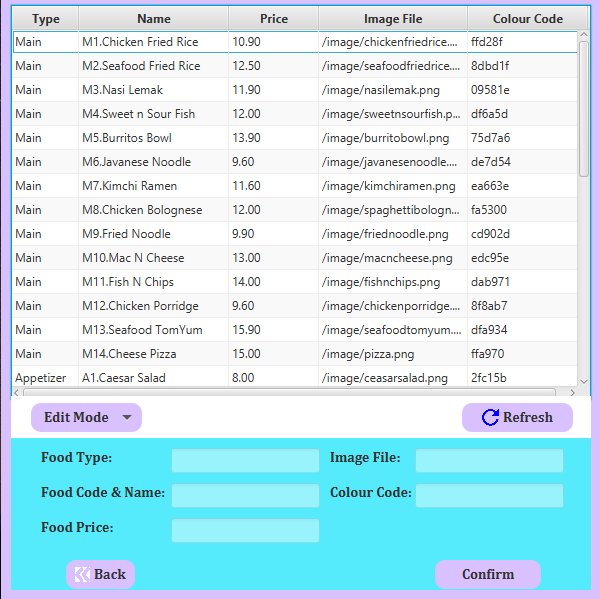 Type Name Price Image File Colour Code
Main M1.Chicken Fried Rice 10.90 /image/chickenfriedrice.... ffd28f
Main M2.Seafood Fried Rice 12.50 /image/seafoodfriedrice.... 8dbd1f
Main M3.Nasi Lemak 11.90 /image/nasilemak.png 09581e
Main M4.Sweet n Sour Fish 12.00 /image/sweetnsourfish.p... df6a5d
Main M5.Burritos Bowl 13.90 /image/burritobowl.png 75d7a6
Main M6.Javanese Noodle 9.60 /image/javanesenoodle.... de7d54
Main M7.Kimchi Ramen 11.60 /image/kimchiramen.png ea663e
Main M8.Chicken Bolognese 12.00 /image/spaghettibologn... fa5300
Main M9.Fried Noodle 9.90 /image/friednoodle.png cd902d
Main M10.Mac N Cheese 13.00 /image/macncheese.png edc95e
Main M11.Fish N Chips 14.00 /image/fishnchips.png dab971
Main M12.Chicken Porridge 9.60 /image/chickenporridge.... 8f8ab7
Main M13.Seafood TomYum 15.90 /image/seafoodtomyum.... dfa934
Main M14.Cheese Pizza 15.00 /image/pizza.png ffa970
Appetizer A1.Caesar Salad 8.00 /image/ceasarsalad.png 2fc15b
Edit Mode Refresh
Food Type: Image File:
Food Code & Name: Colour Code:
Food Price:
Back Confirm